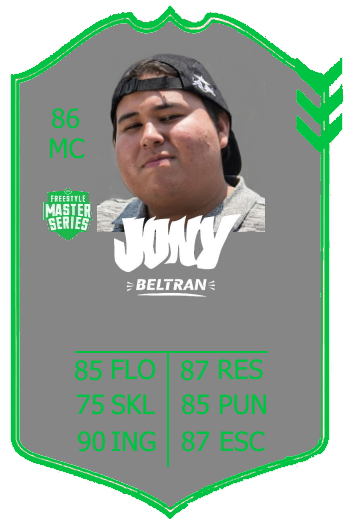 86
MC
FREESTYLE
MASTER
SERIES
JONY
BELTRAN
85 FLO 87 RES
75 SKL 85 PUN
90 ING 87 ESC